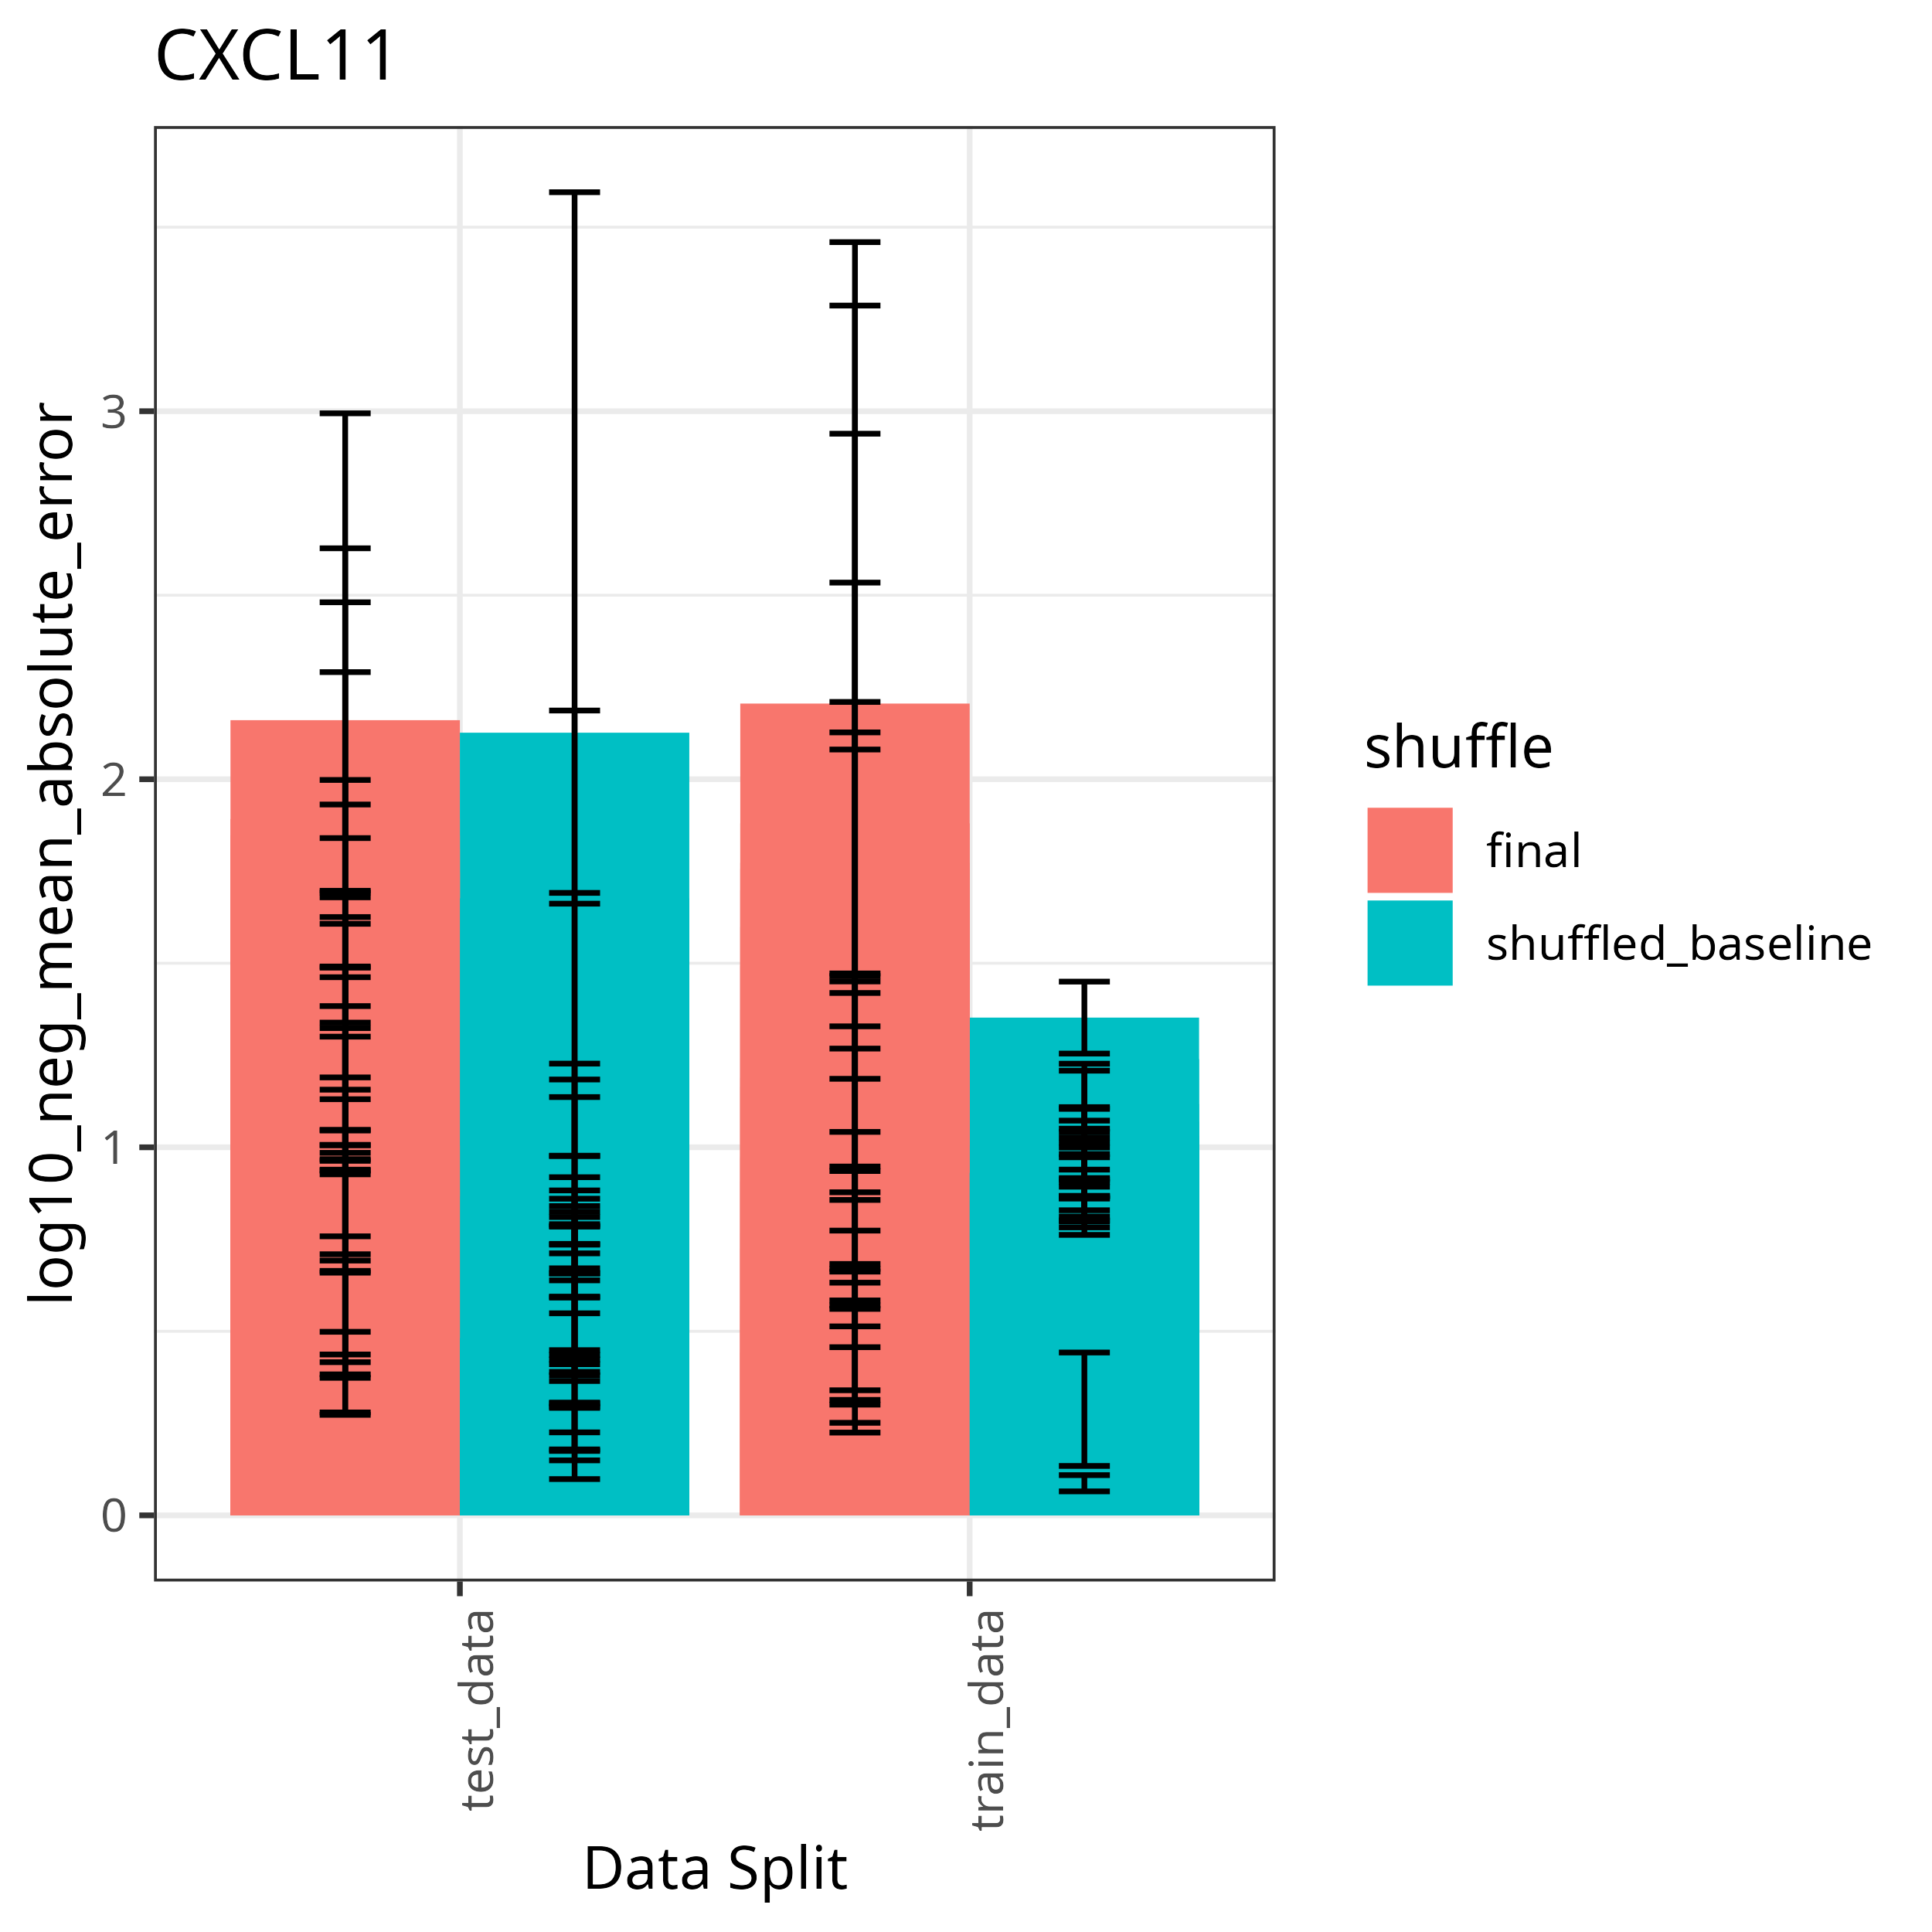 CXCL11
log10_neg_mean_absolute_error
3
2
1
0
test_data
train_data
Data Split
shuffle
final
shuffled_baseline